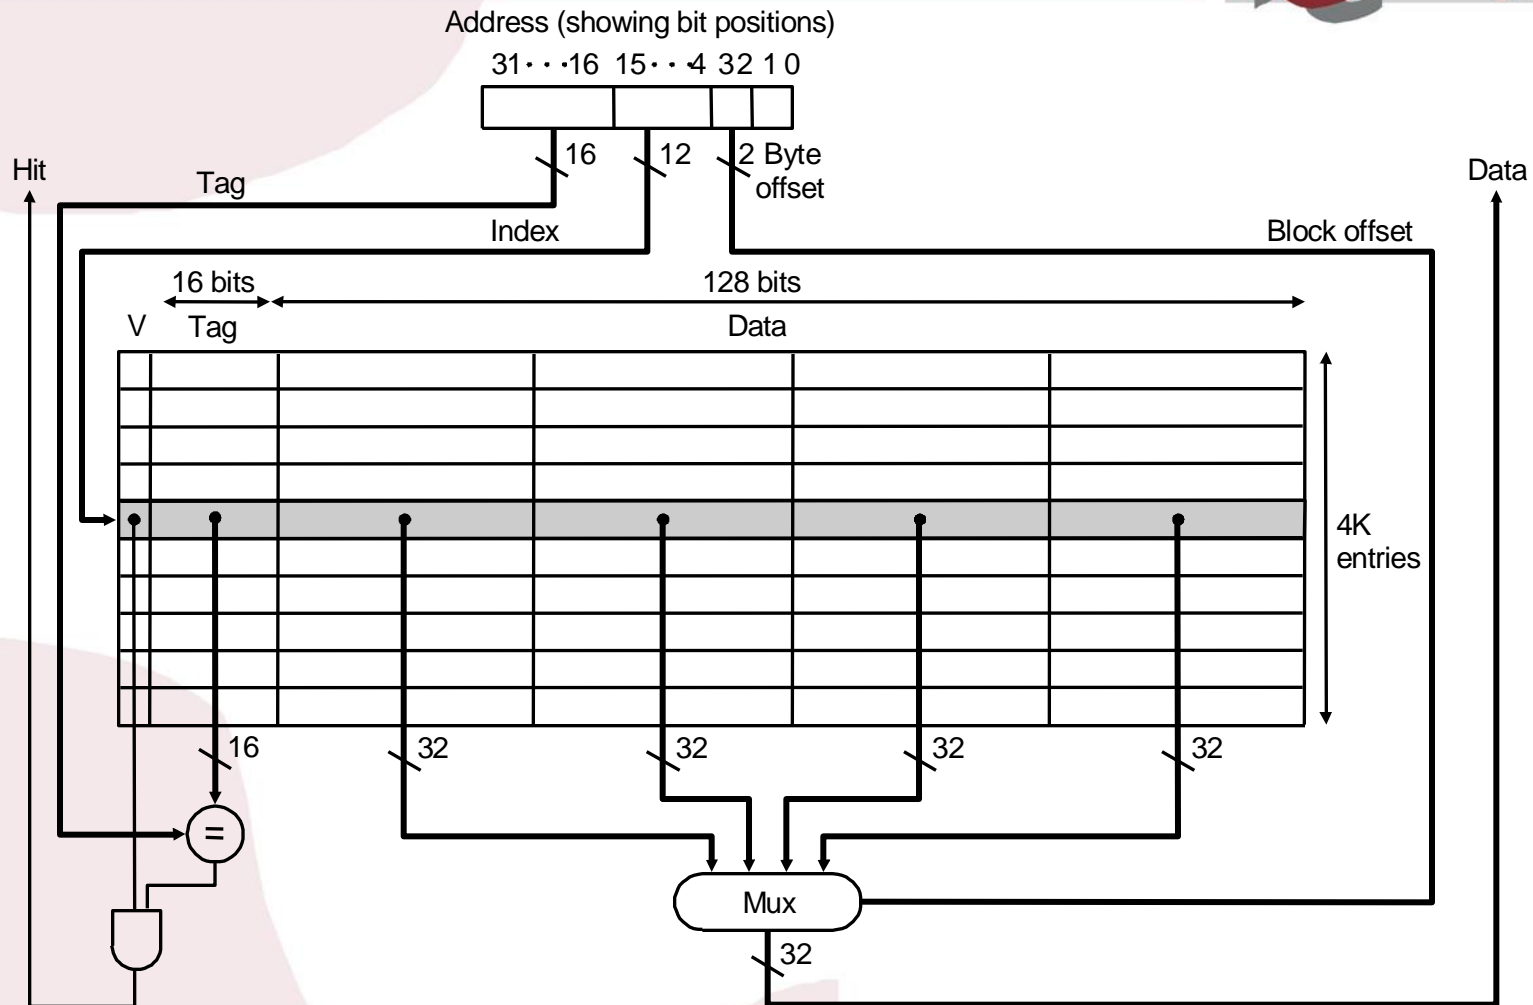 Address (showing bit positions)
31···16 15···4 32 1 0
16 12 2 Byte
offset
Hit
Data
Tag
Index
Block offset
16 bits
128 bits
V
Tag
Data
4K
entries
16
32
32
32
32
=
Mux
32